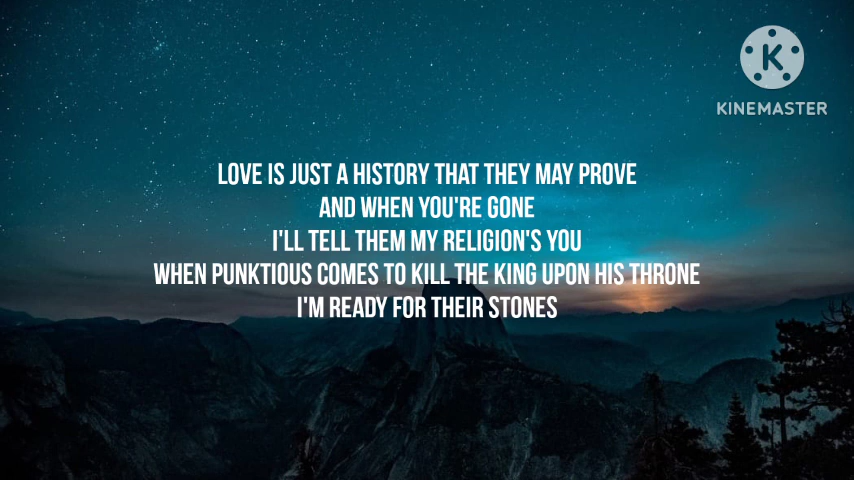 KINEMASTER
LOVE IS JUST A HISTORY THAT THEY MAY PROVE
AND WHEN YOU'RE GONE
I'LL TELL THEM MY RELIGION'S YOU
WHEN PUNKTIOUS COMES TO KILL THE KING UPON HIS THRONE
I'M READY FOR THEIR STONES